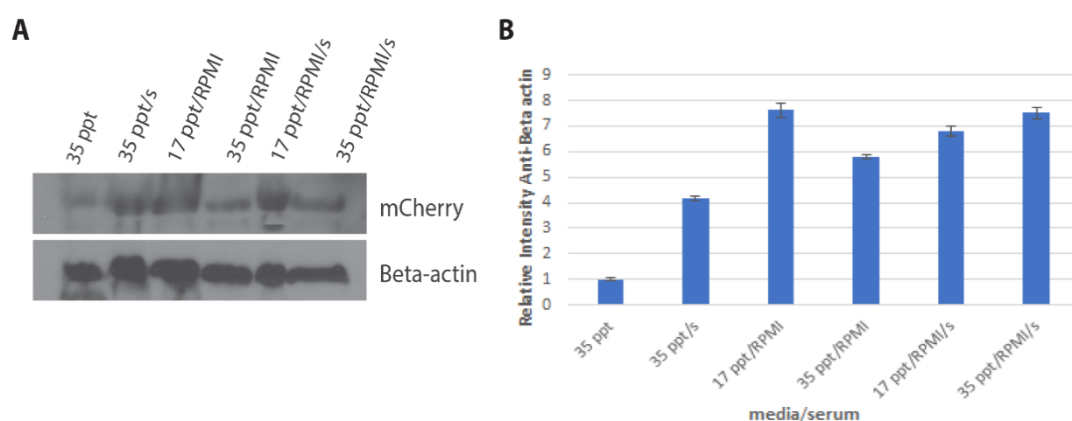 A
35 ppt
35 ppt/s
17 ppt/RPMI
35 ppt/RPMI
17 ppt/RPMI/s
35 ppt/RPMI/s
mCherry
Beta-actin
B
Relative Intensity Anti-Beta actin
9
8
7
6
5
4
3
2
1
0
35 ppt
35 ppt/s
17 ppt/RPMI
35 ppt/RPMI
17 ppt/RPMI/s
35 ppt/RPMI/s
media/serum